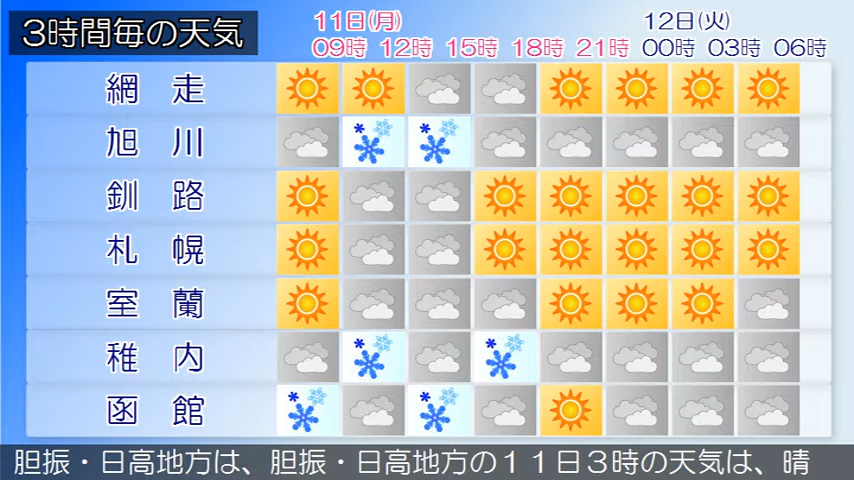 3時間毎の天気
11日(月) 12日(火)
09時 12時 15時 18時 21時 00時 03時 06時
網走
旭川
釧路
札幌
室蘭
稚内
函館
胆振・日高地方は、胆振・日高地方の11日3時の天気は、晴